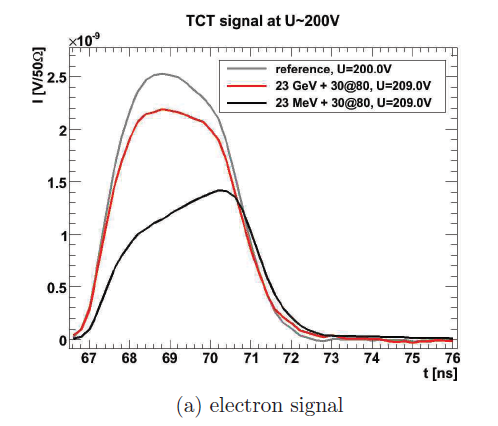 TCT signal at U~200V
×10⁻⁹
I [V/50Ω]
reference, U=200.0V
23 GeV + 30@80, U=209.0V
23 MeV + 30@80, U=209.0V
2.5
2
1.5
1
0.5
0
67 68 69 70 71 72 73 74 75 76
t [ns]
(a) electron signal